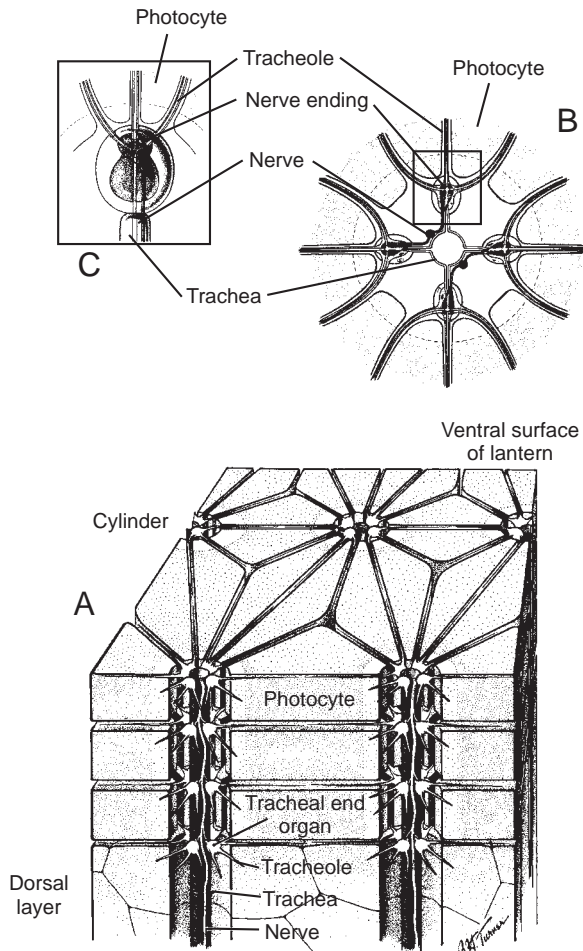 Photocyte
Tracheole
Nerve ending
Nerve
Trachea
C
Photocyte
B
Ventral surface
of lantern
Cylinder
A
Photocyte
Tracheal end
organ
Tracheole
Trachea
Nerve
Dorsal
layer